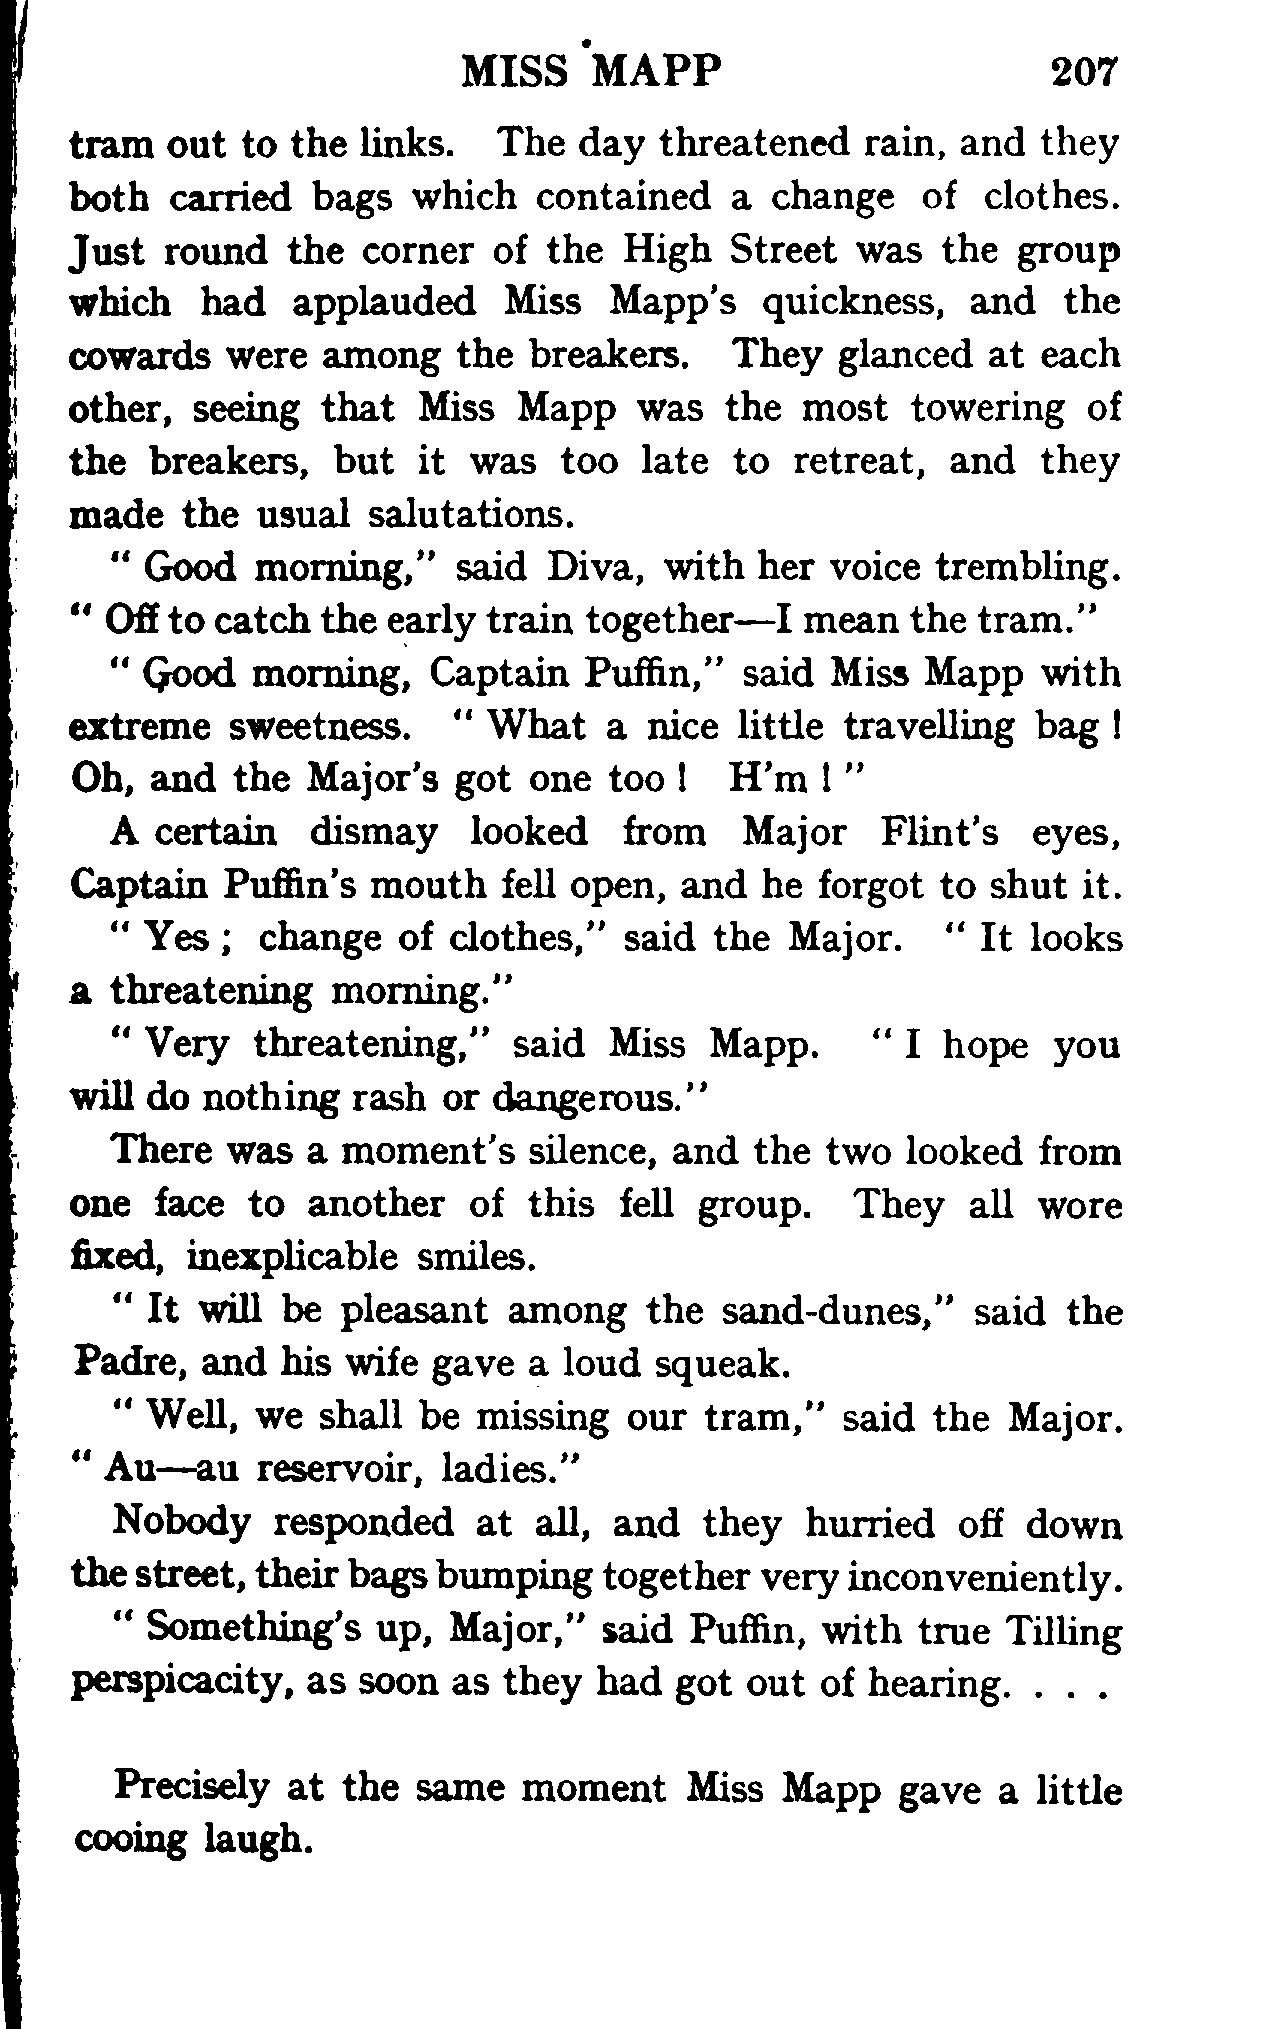 MISS MAPP 207
tram out to the links. The day threatened rain, and they
both carried bags which contained a change of clothes.
Just round the corner of the High Street was the group
which had applauded Miss Mapp's quickness, and the
cowards were among the breakers. They glanced at each
other, seeing that Miss Mapp was the most towering of
the breakers, but it was too late to retreat, and they
made the usual salutations.
" Good morning," said Diva, with her voice trembling.
" Off to catch the early train together—I mean the tram."
" Good morning, Captain Puffin," said Miss Mapp with
extreme sweetness. " What a nice little travelling bag !
Oh, and the Major's got one too ! H'm ! "
A certain dismay looked from Major Flint's eyes,
Captain Puffin's mouth fell open, and he forgot to shut it.
" Yes ; change of clothes," said the Major. " It looks
a threatening morning."
" Very threatening," said Miss Mapp. " I hope you
will do nothing rash or dangerous."
There was a moment's silence, and the two looked from
one face to another of this fell group. They all wore
fixed, inexplicable smiles.
" It will be pleasant among the sand-dunes," said the
Padre, and his wife gave a loud squeak.
" Well, we shall be missing our tram," said the Major.
" Au—au reservoir, ladies."
Nobody responded at all, and they hurried off down
the street, their bags bumping together very inconveniently.
" Something's up, Major," said Puffin, with true Tilling
perspicacity, as soon as they had got out of hearing. . . .
Precisely at the same moment Miss Mapp gave a little
cooing laugh.